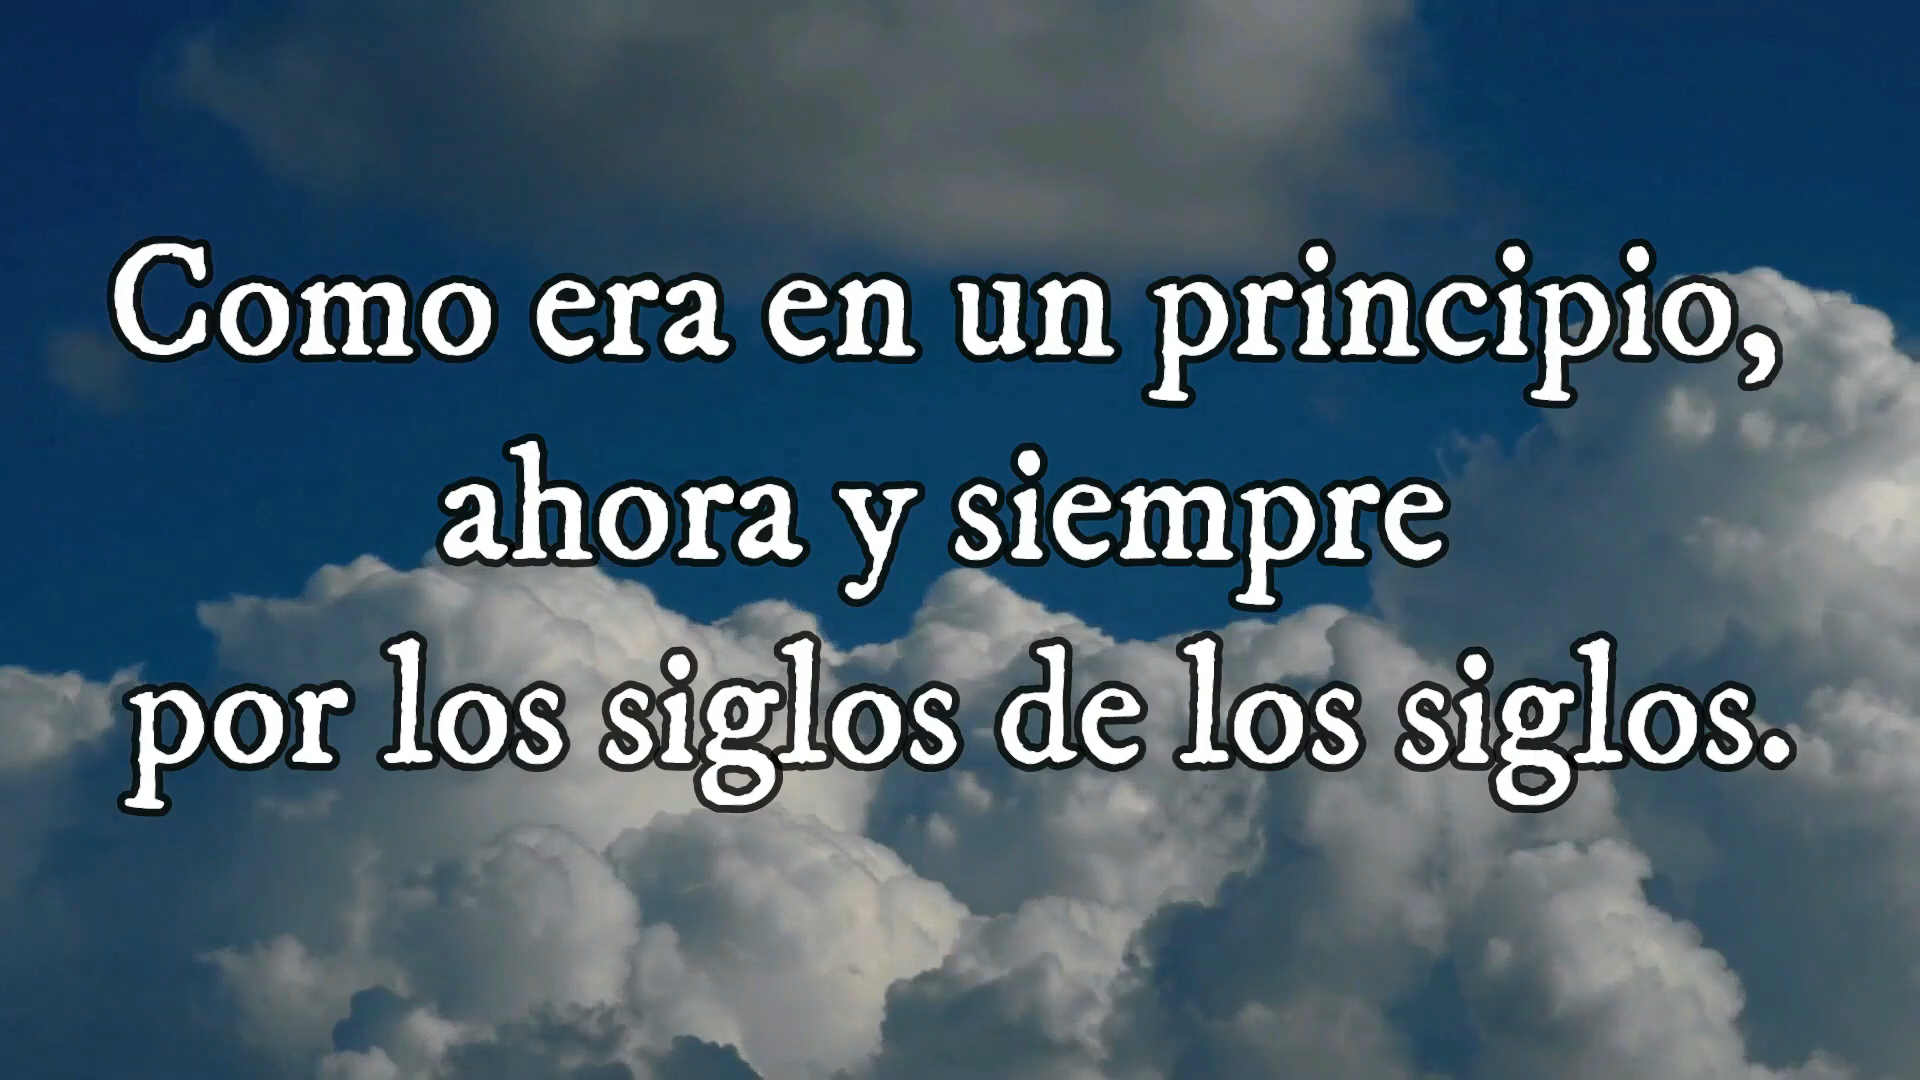 Como era en un principio,
ahora y siempre
por los siglos de los siglos.